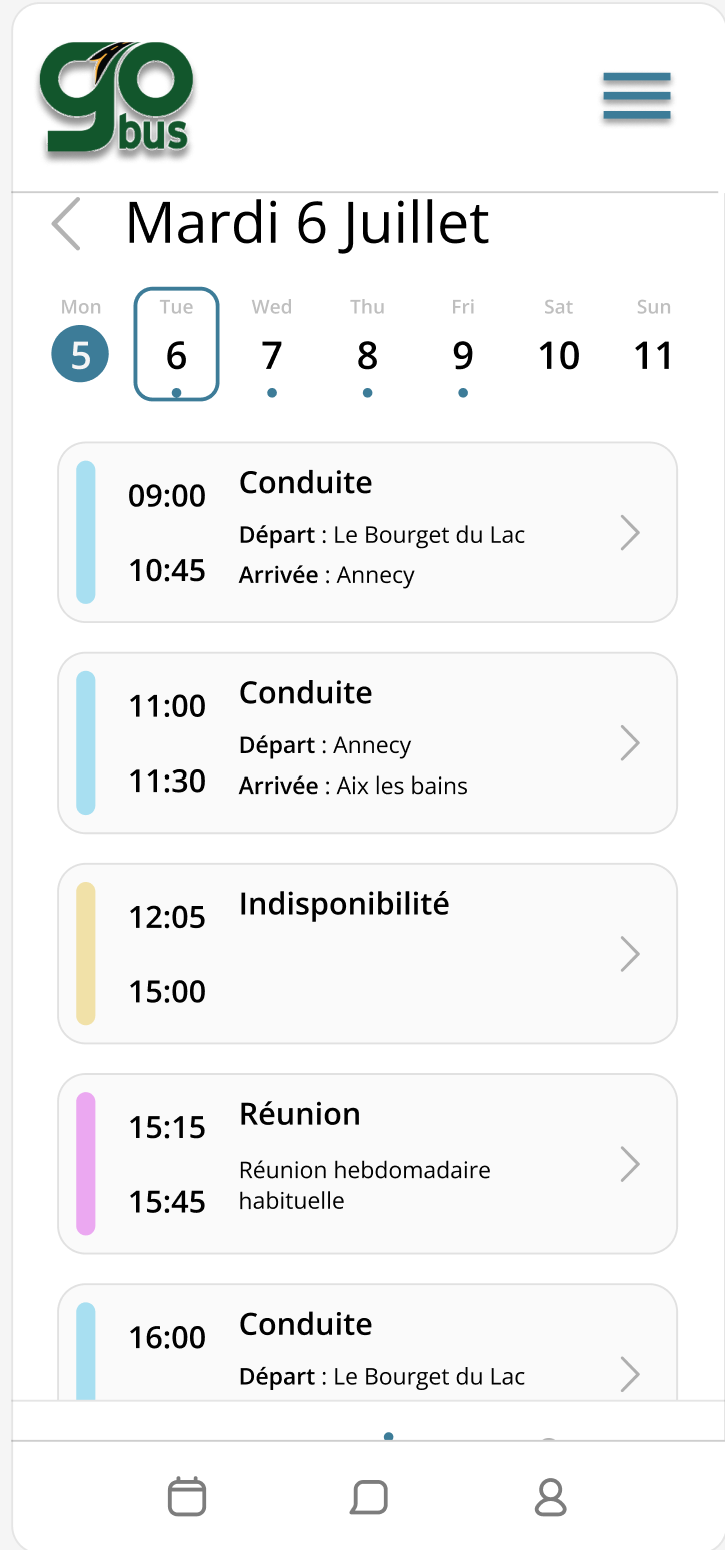 go
bus
Mardi 6 Juillet
Mon Tue Wed Thu Fri Sat Sun
5 6 7 8 9 10 11
09:00 Conduite
Départ : Le Bourget du Lac
10:45 Arrivée : Annecy
11:00 Conduite
Départ : Annecy
11:30 Arrivée : Aix les bains
12:05 Indisponibilité
15:00
15:15 Réunion
Réunion hebdomadaire
15:45 habituelle
16:00 Conduite
Départ : Le Bourget du Lac